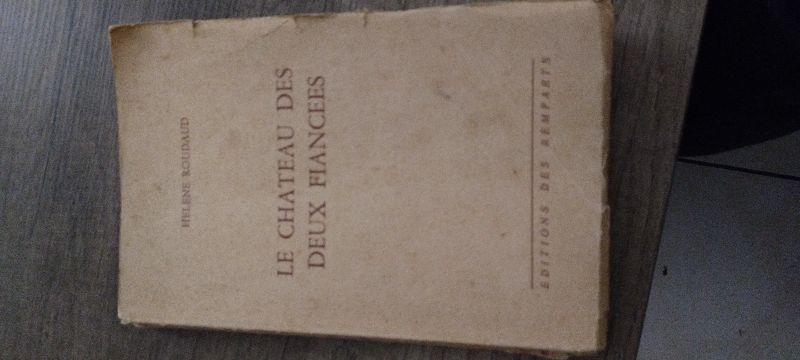 HELENE ROUDAUD
LE CHATEAU DES
DEUX FIANCEES
EDITIONS DES REMPARTS